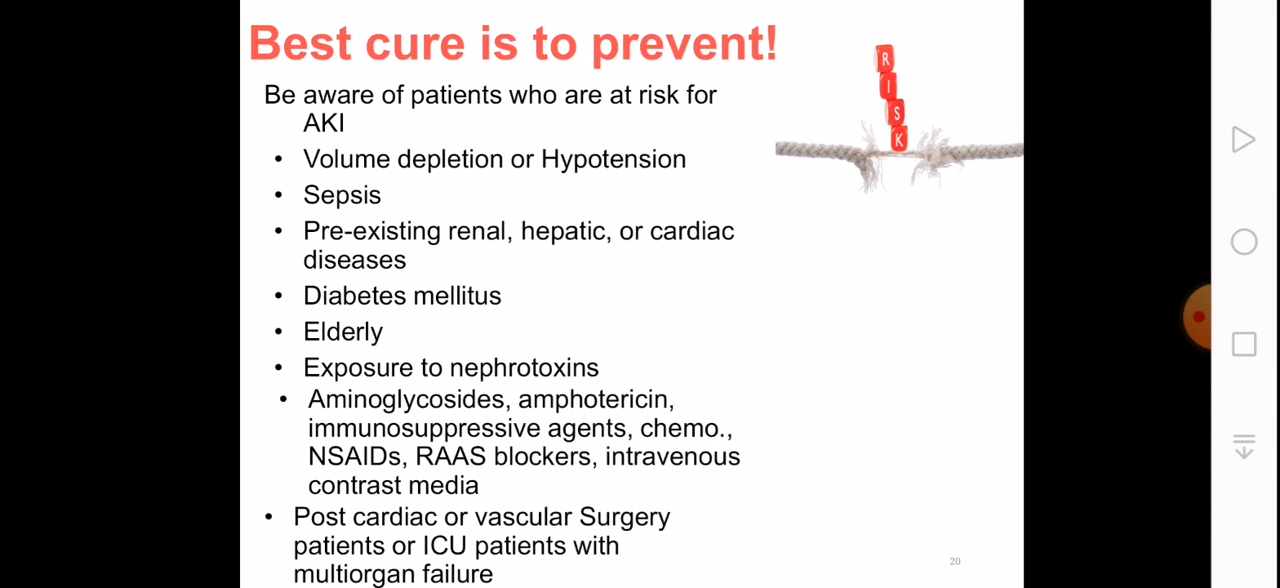 Best cure is to prevent!
R
I
S
K
Be aware of patients who are at risk for
AKI
• Volume depletion or Hypotension
• Sepsis
• Pre-existing renal, hepatic, or cardiac
diseases
• Diabetes mellitus
• Elderly
• Exposure to nephrotoxins
• Aminoglycosides, amphotericin,
immunosuppressive agents, chemo.,
NSAIDs, RAAS blockers, intravenous
contrast media
• Post cardiac or vascular Surgery
patients or ICU patients with
multiorgan failure
20